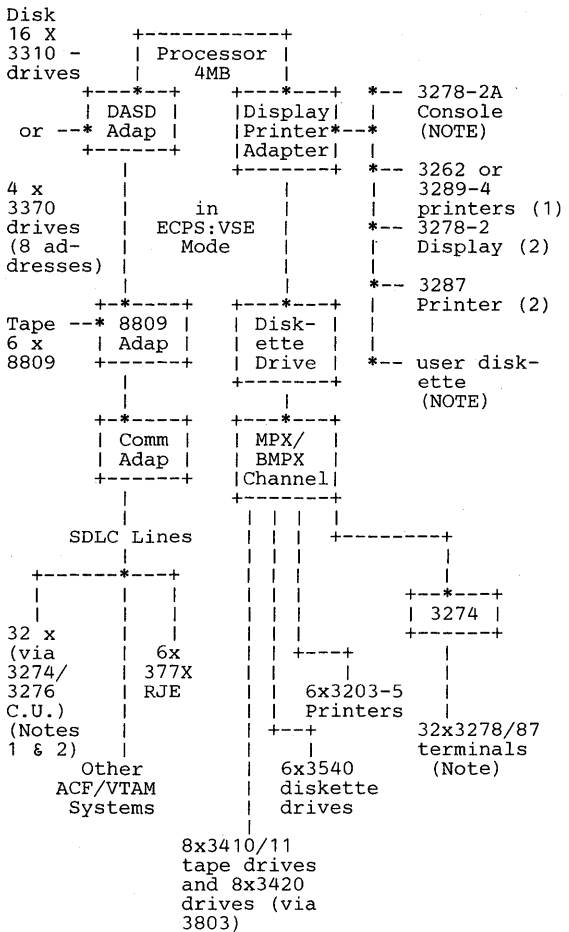 Disk
16 X
3310 -
drives
Processor
4MB
DASD
Adap
or --*
Display
Printer
Adapter
3278-2A
Console
(NOTE)
3262 or
3289-4
printers (1)
3278-2
Display (2)
3287
Printer (2)
user disk-
ette
(NOTE)
4 x
3370
drives
(8 ad-
dresses)
in
ECPS:VSE
Mode
Tape --*
6 x
8809
8809
Adap
Disk-
ette
Drive
Comm
Adap
MPX/
BMPX
Channel
SDLC Lines
32 x
(via
3274/
3276
C.U.)
(Notes
1 & 2)
6x
377X
RJE
Other
ACF/VTAM
Systems
3274
6x3203-5
Printers
32x3278/87
terminals
(Note)
6x3540
diskette
drives
8x3410/11
tape drives
and 8x3420
drives (via
3803)